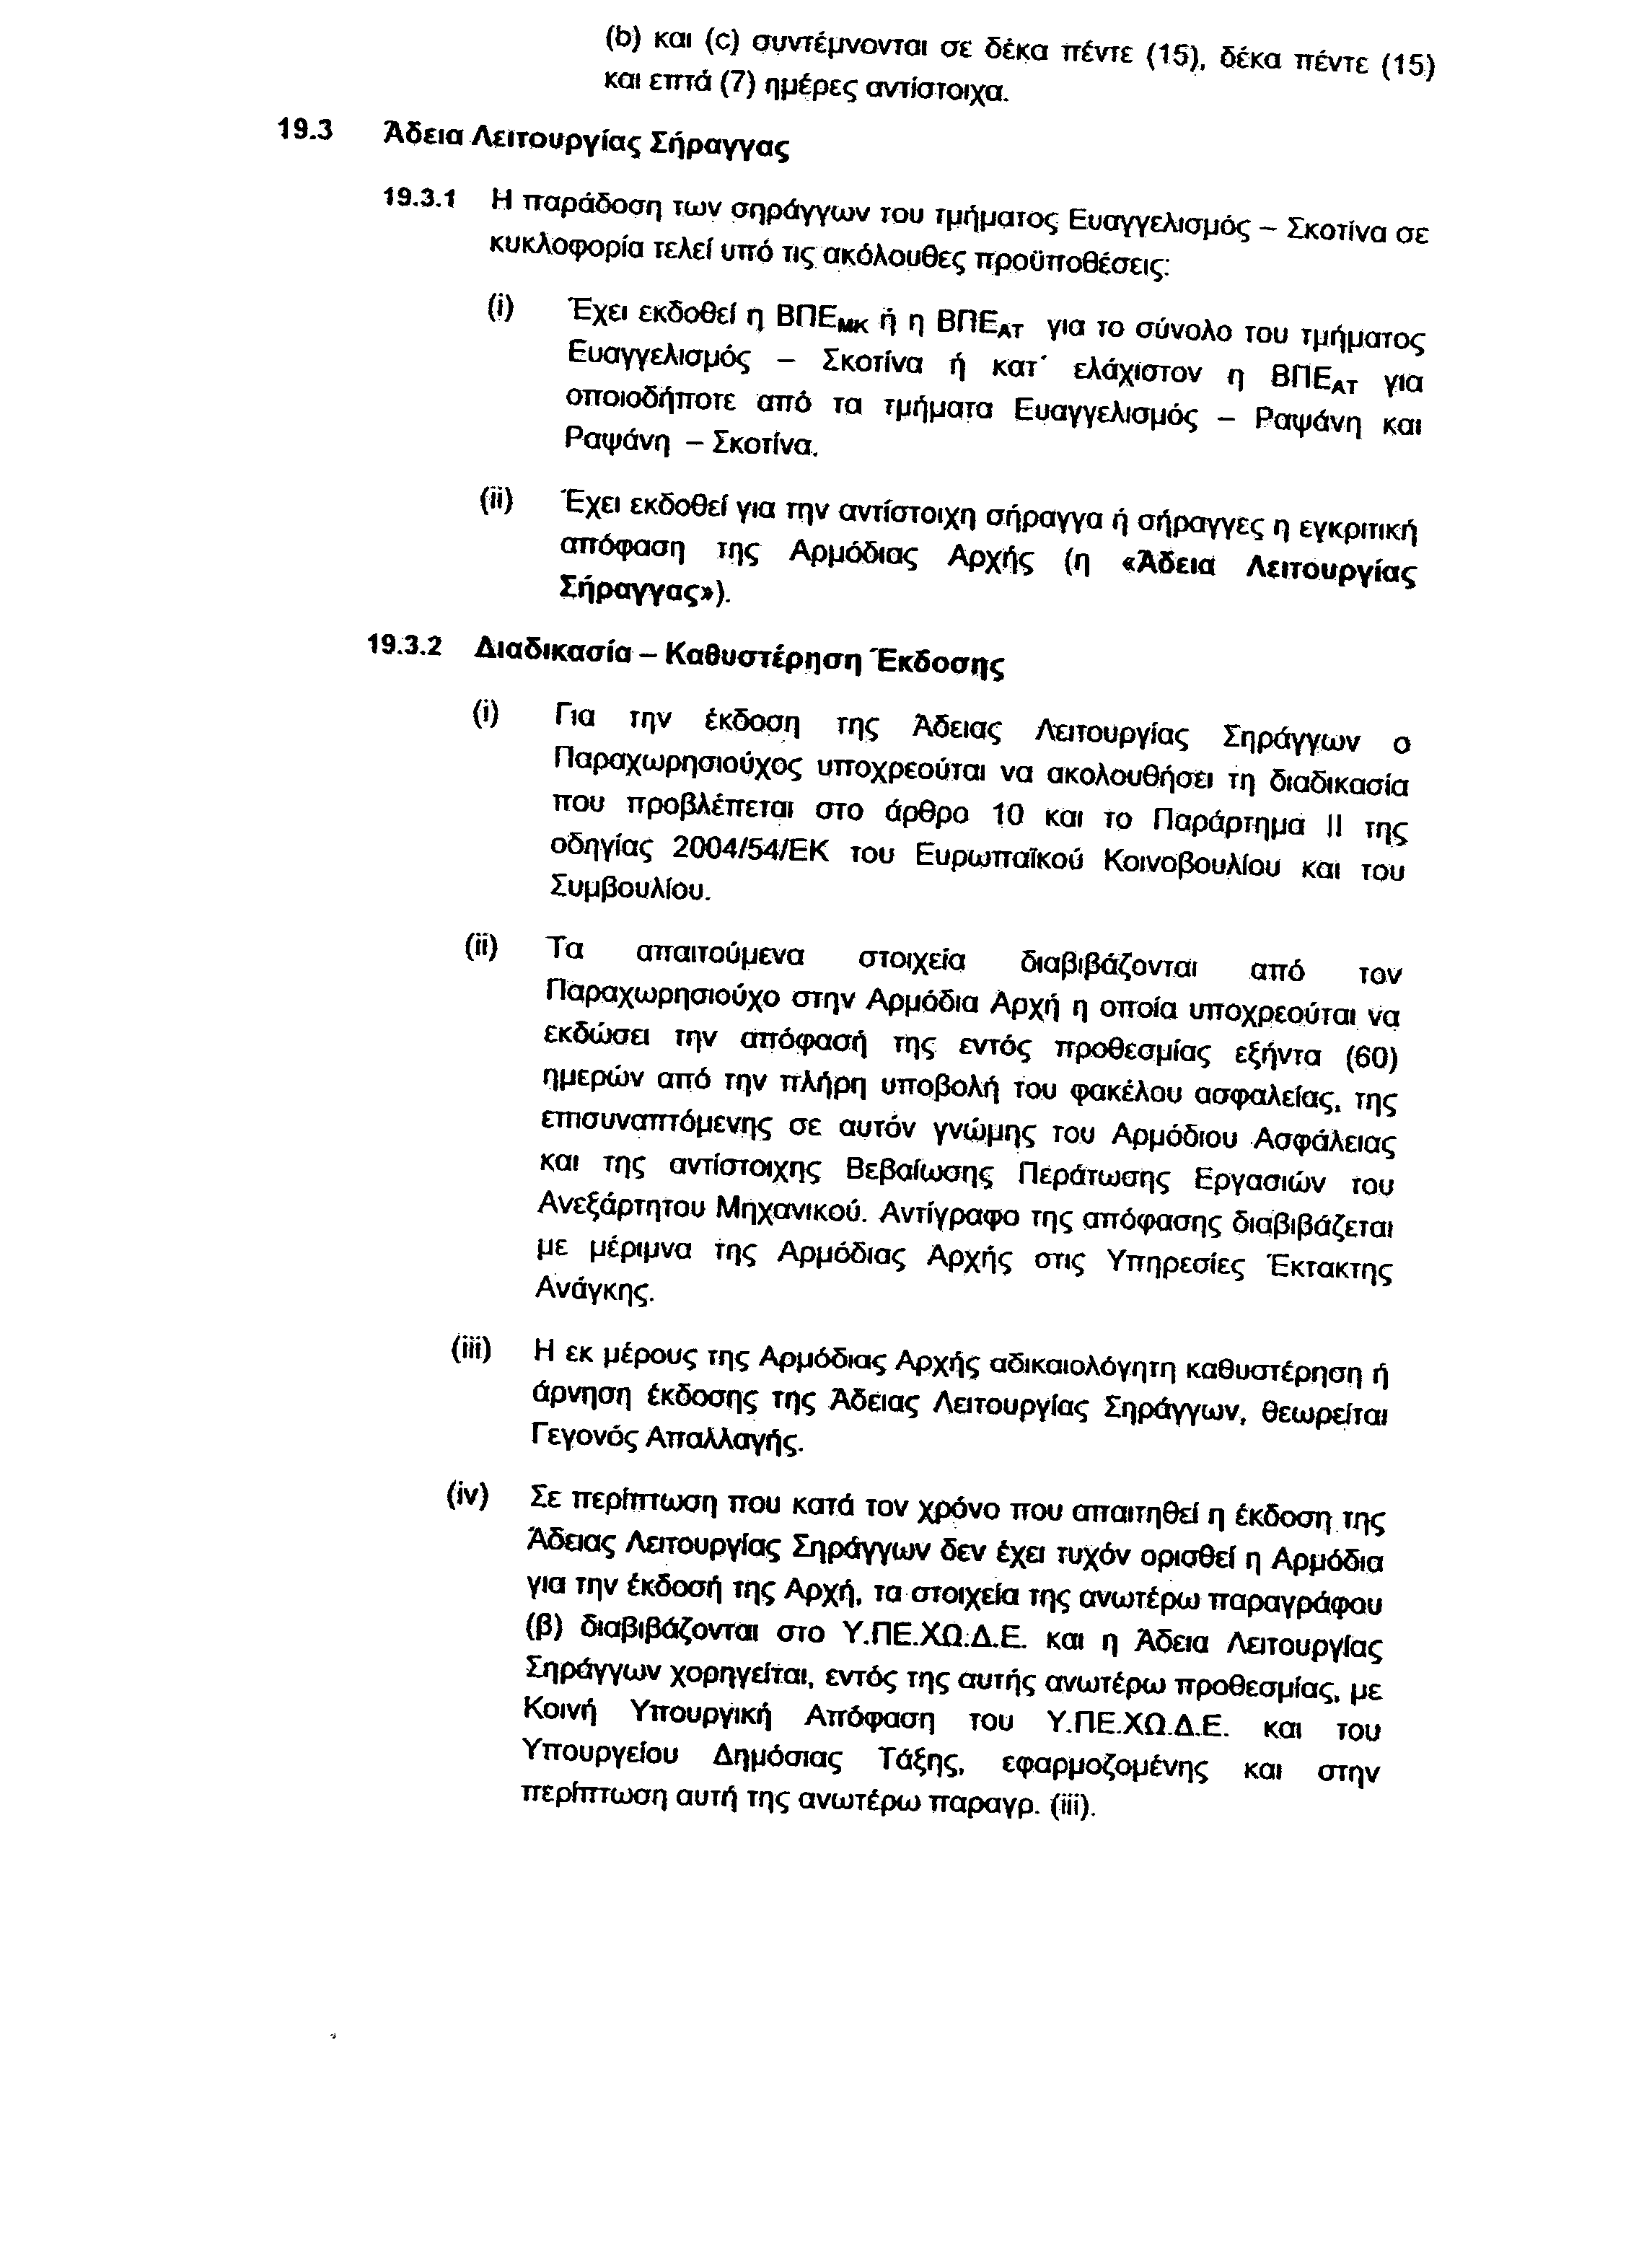 (b) και (c) συντέμνονται σε δέκα πέντε (15), δέκα πέντε (15)
και επτά (7) ημέρες αντίστοιχα.
19.3 Άδεια Λειτουργίας Σήραγγας
19.3.1 Η παράδοση των σηράγγων του τμήματος Ευαγγελισμός – Σκοτίνα σε
κυκλοφορία τελεί υπό τις ακόλουθες προϋποθέσεις:
(i) Έχει εκδοθεί η ΒΠΕΜΚ ή η ΒΠΕΑΤ για το σύνολο του τμήματος
Ευαγγελισμός – Σκοτίνα ή κατ΄ ελάχιστον η ΒΠΕΑΤ για
οποιοδήποτε από τα τμήματα Ευαγγελισμός – Ραψάνη και
Ραψάνη – Σκοτίνα.
(ii) Έχει εκδοθεί για την αντίστοιχη σήραγγα ή σήραγγες η εγκριτική
απόφαση της Αρμόδιας Αρχής (η «Άδεια Λειτουργίας
Σήραγγας»).
19.3.2 Διαδικασία – Καθυστέρηση Έκδοσης
(i) Για την έκδοση της Άδειας Λειτουργίας Σηράγγων ο
Παραχωρησιούχος υποχρεούται να ακολουθήσει τη διαδικασία
που προβλέπεται στο άρθρο 10 και το Παράρτημα ΙΙ της
οδηγίας 2004/54/ΕΚ του Ευρωπαϊκού Κοινοβουλίου και του
Συμβουλίου.
(ii) Τα απαιτούμενα στοιχεία διαβιβάζονται από τον
Παραχωρησιούχο στην Αρμόδια Αρχή η οποία υποχρεούται να
εκδώσει την απόφασή της εντός προθεσμίας εξήντα (60)
ημερών από την πλήρη υποβολή του φακέλου ασφαλείας, της
επισυναπτόμενης σε αυτόν γνώμης του Αρμόδιου Ασφάλειας
και της αντίστοιχης Βεβαίωσης Περάτωσης Εργασιών του
Ανεξάρτητου Μηχανικού. Αντίγραφο της απόφασης διαβιβάζεται
με μέριμνα της Αρμόδιας Αρχής στις Υπηρεσίες Έκτακτης
Ανάγκης.
(iii) Η εκ μέρους της Αρμόδιας Αρχής αδικαιολόγητη καθυστέρηση ή
άρνηση έκδοσης της Άδειας Λειτουργίας Σηράγγων, θεωρείται
Γεγονός Απαλλαγής.
(iv) Σε περίπτωση που κατά τον χρόνο που απαιτηθεί η έκδοση της
Άδειας Λειτουργίας Σηράγγων δεν έχει τυχόν ορισθεί η Αρμόδια
για την έκδοσή της Αρχή, τα στοιχεία της ανωτέρω παραγράφου
(β) διαβιβάζονται στο Υ.ΠΕ.ΧΩ.Δ.Ε. και η Άδεια Λειτουργίας
Σηράγγων χορηγείται, εντός της αυτής ανωτέρω προθεσμίας, με
Κοινή Υπουργική Απόφαση του Υ.ΠΕ.ΧΩ.Δ.Ε. και του
Υπουργείου Δημόσιας Τάξης, εφαρμοζομένης και στην
περίπτωση αυτή της ανωτέρω παραγρ. (iii).